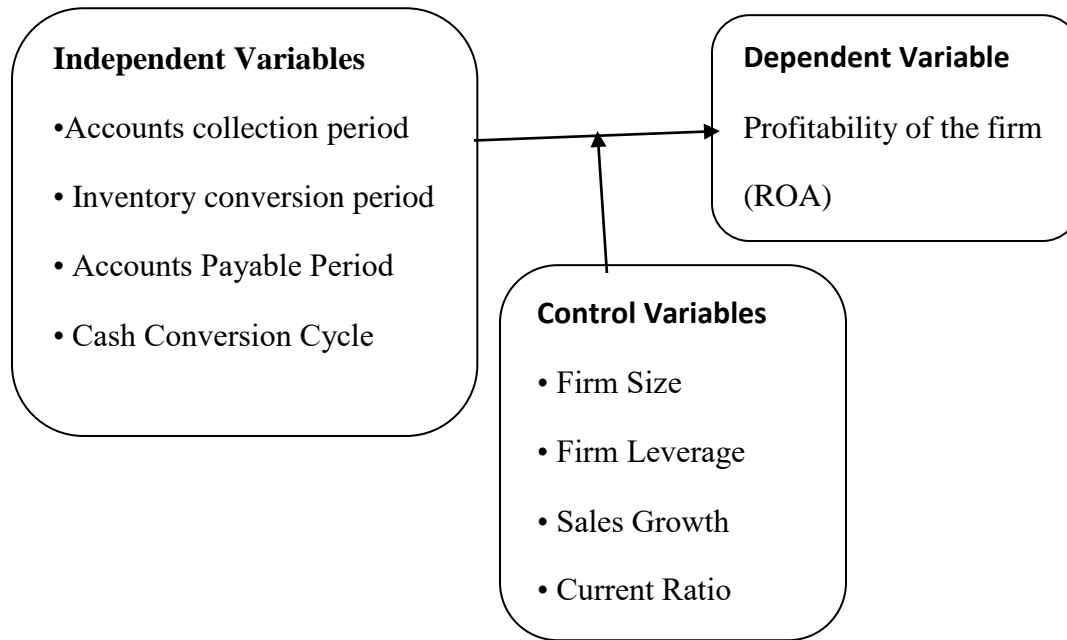 Independent Variables
•Accounts collection period
• Inventory conversion period
• Accounts Payable Period
• Cash Conversion Cycle
Dependent Variable
Profitability of the firm
(ROA)
Control Variables
• Firm Size
• Firm Leverage
• Sales Growth
• Current Ratio